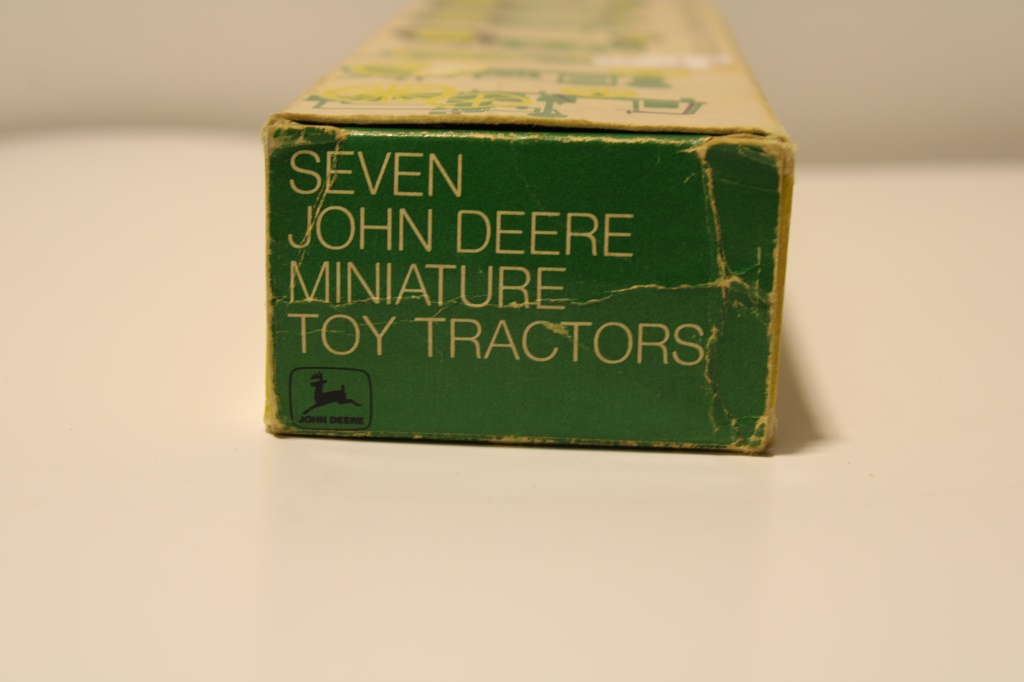 SEVEN
JOHN DEERE
MINIATURE
TOY TRACTORS
JOHN DEERE